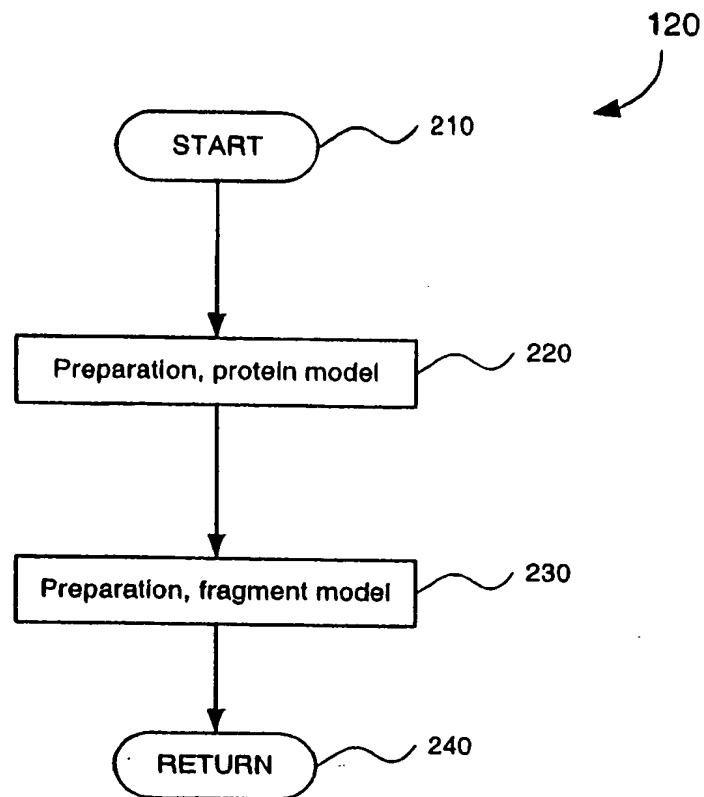 120
START
210
Preparation, protein model
220
Preparation, fragment model
230
RETURN
240